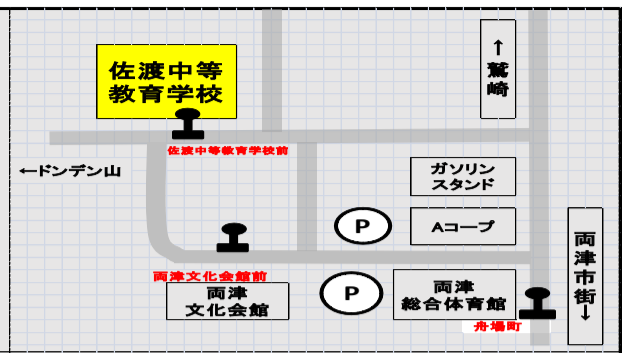 佐渡中等
教育学校
↑
鷲
崎
佐渡中等教育学校前
←ドンデン山
ガソリン
スタンド
P
Aコープ
両津文化会館前
両津
文化会館
P
両津
総合体育館
舟場町
両
津
市
街
↓